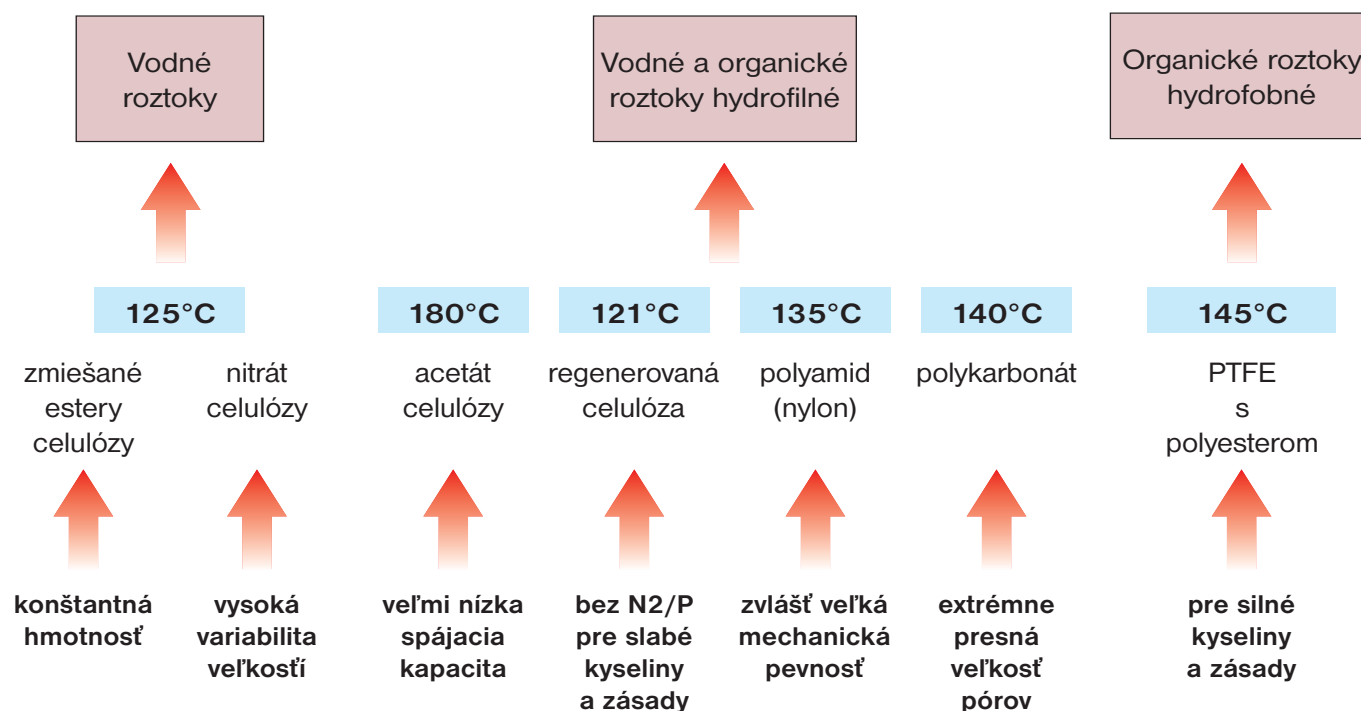 Vodné
roztoky
Vodné a organické
roztoky hydrofilné
Organické roztoky
hydrofobné
125°C
180°C
121°C
135°C
140°C
145°C
zmiešané
estery
celulózy
nitrát
celulózy
acetát
celulózy
regenerovaná
celulóza
polyamid
(nylon)
polykarbonát
PTFE
s
polyesterom
konštantná
hmotnosť
vysoká
variabilita
veľkosťí
veľmi nízka
spájacia
kapacita
bez N2/P
pre slabé
kyseliny
a zásady
zvlášť veľká
mechanická
pevnosť
extrémne
presná
veľkosť
pórov
pre silné
kyseliny
a zásady